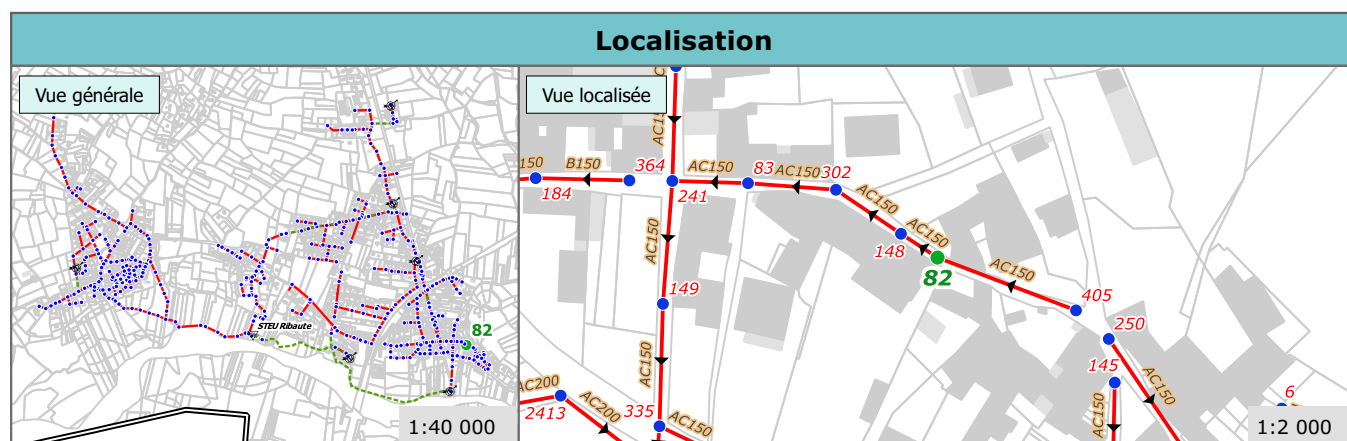 Localisation
Vue générale
STEU Ribaute
82
1:40 000
Vue localisée
AC150
150
B150
364
AC150
83
AC150
302
184
241
AC150
148
AC150
82
AC150
405
AC150
149
250
145
AC150
AC150
AC150
AC200
2413
AC200
335
AC150
6
1:2 000